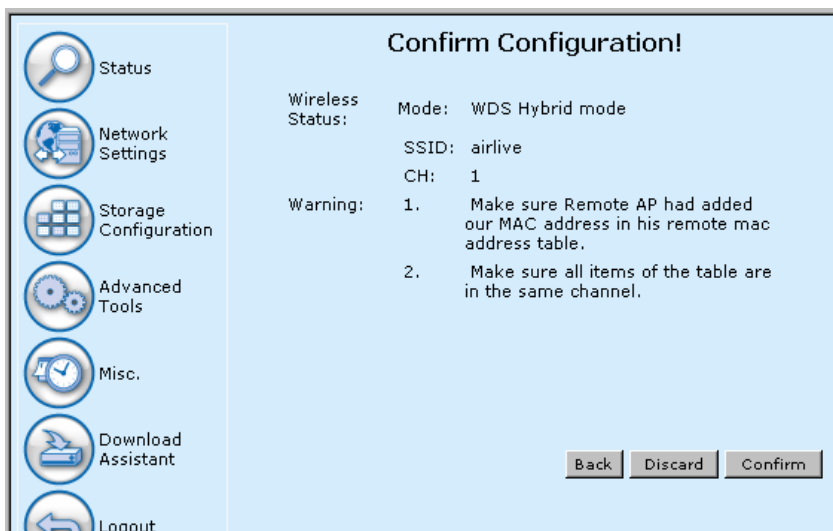 Status
Network
Settings
Storage
Configuration
Advanced
Tools
Misc.
Download
Assistant
Logout
Confirm Configuration!
Wireless
Status:
Mode: WDS Hybrid mode
SSID: airlive
CH: 1
Warning:
1. Make sure Remote AP had added
our MAC address in his remote mac
address table.
2. Make sure all items of the table are
in the same channel.
Back Discard Confirm